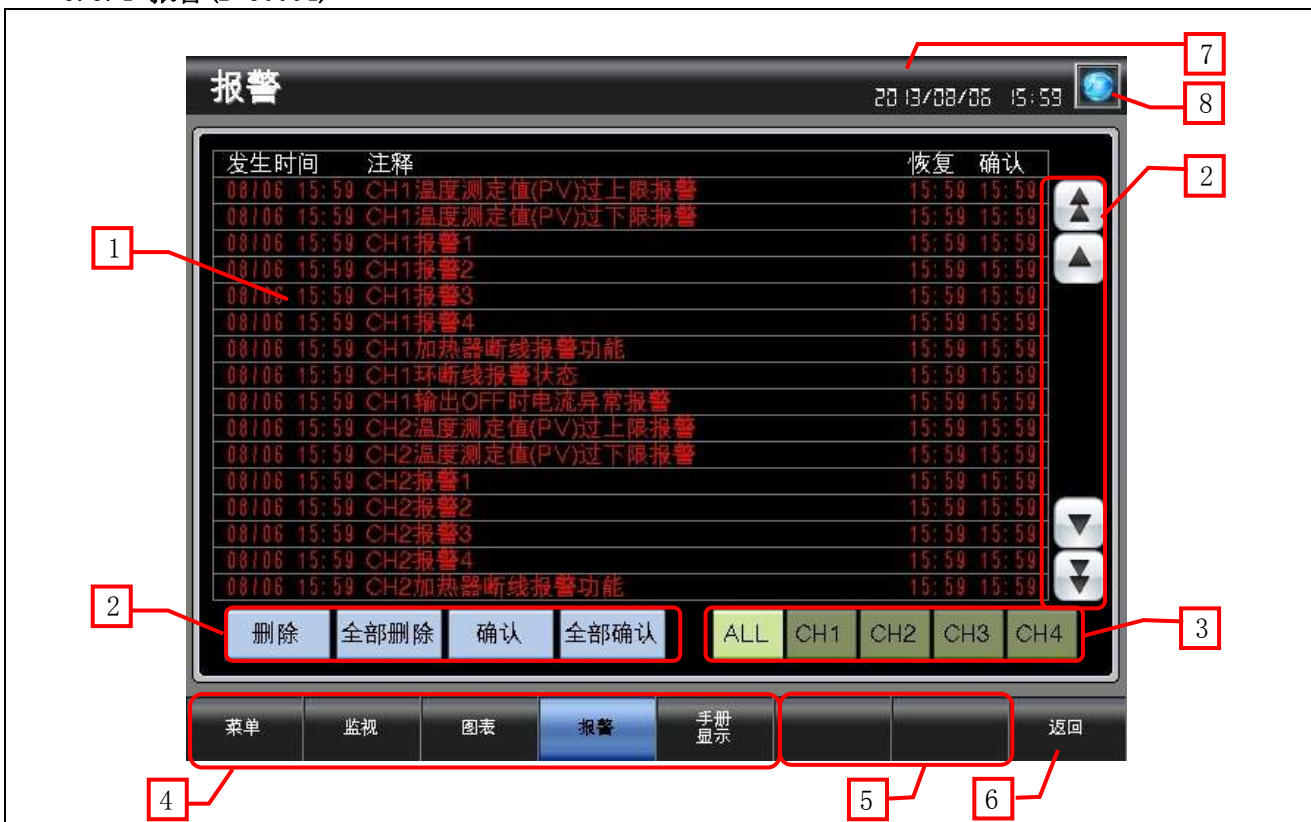 报警
2013/08/06 15:59
7
8
发生时间 注释 恢复 确认
08/06 15:59 CH1温度测定值(PV)过上限报警 15:59 15:59
08/06 15:59 CH1温度测定值(PV)过下限报警 15:59 15:59
08/06 15:59 CH1报警1 15:59 15:59
08/06 15:59 CH1报警2 15:59 15:59
08/06 15:59 CH1报警3 15:59 15:59
08/06 15:59 CH1报警4 15:59 15:59
08/06 15:59 CH1加热器断线报警功能 15:59 15:59
08/06 15:59 CH1环断线报警状态 15:59 15:59
08/06 15:59 CH1输出OFF时电流异常报警 15:59 15:59
08/06 15:59 CH2温度测定值(PV)过上限报警 15:59 15:59
08/06 15:59 CH2温度测定值(PV)过下限报警 15:59 15:59
08/06 15:59 CH2报警1 15:59 15:59
08/06 15:59 CH2报警2 15:59 15:59
08/06 15:59 CH2报警3 15:59 15:59
08/06 15:59 CH2报警4 15:59 15:59
08/06 15:59 CH2加热器断线报警功能 15:59 15:59
2
1
2
删除 全部删除 确认 全部确认 ALL CH1 CH2 CH3 CH4
3
菜单 监视 图表 报警 手册显示 返回
4
5
6